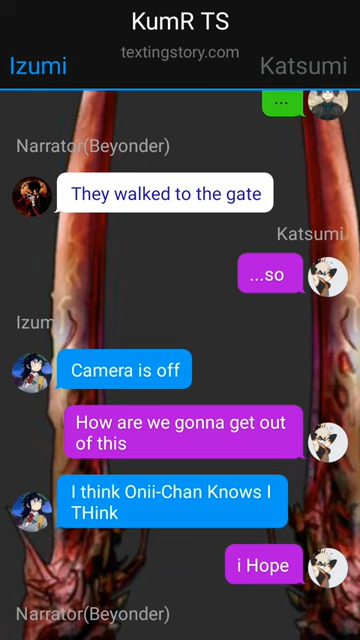 KumR TS
textingstory.com
Izumi
Katsumi
...
Narrator(Beyonder)
They walked to the gate
Katsumi
...so
Izumi
Camera is off
How are we gonna get out
of this
I think Onii-Chan Knows I
THink
i Hope
Narrator(Beyonder)